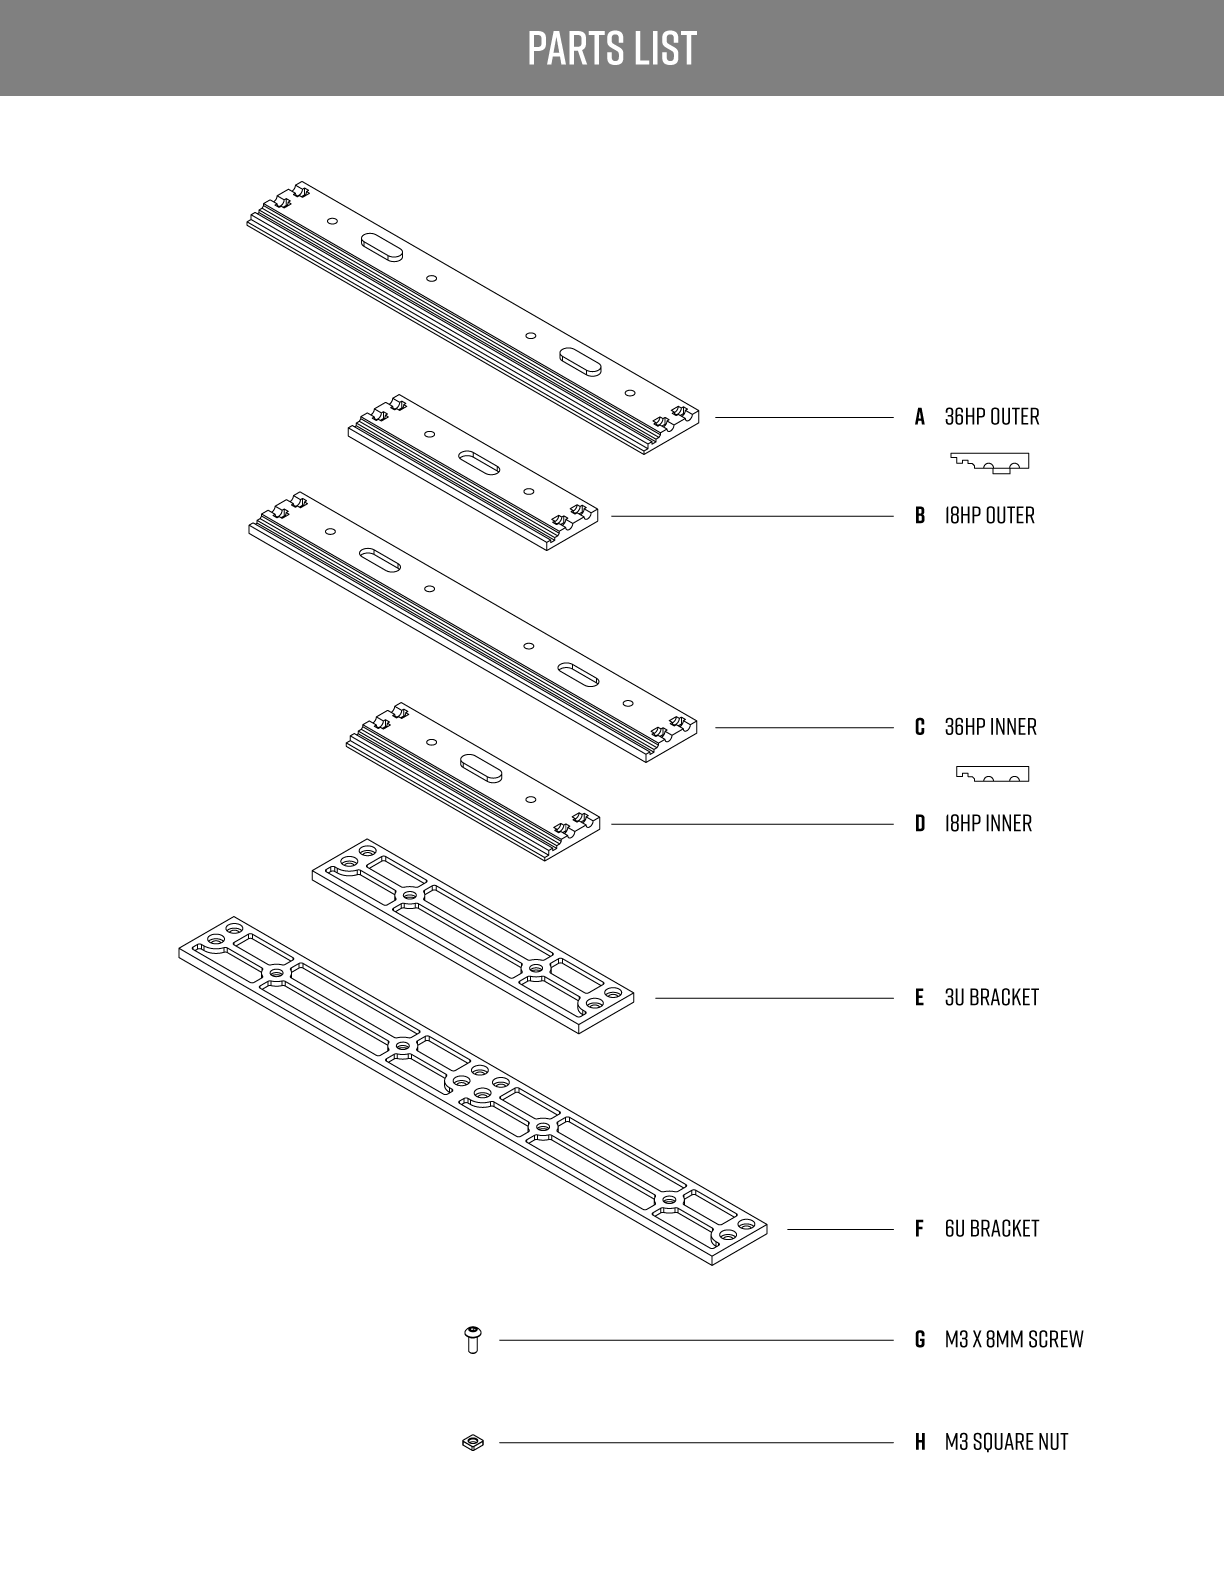 PARTS LIST
A 36HP OUTER
B 18HP OUTER
C 36HP INNER
D 18HP INNER
E 3U BRACKET
F 6U BRACKET
G M3 X 8MM SCREW
H M3 SQUARE NUT